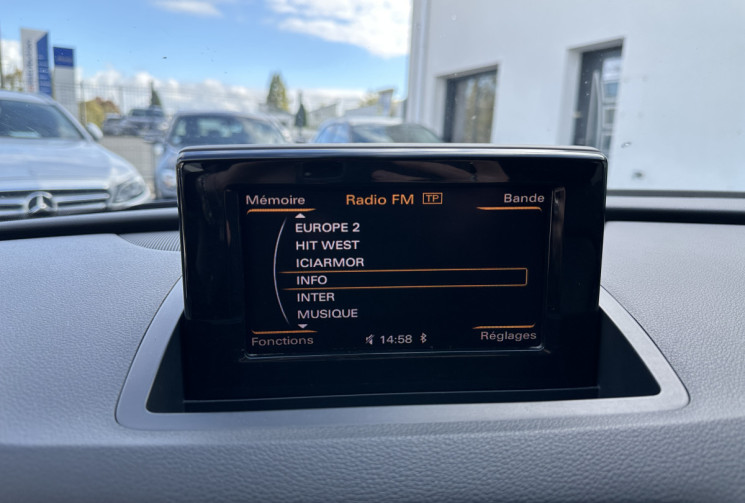 Mémoire Radio FM TP Bande
EUROPE 2
HIT WEST
ICIARMOR
INFO
INTER
MUSIQUE
Fonctions 14:58 Réglages